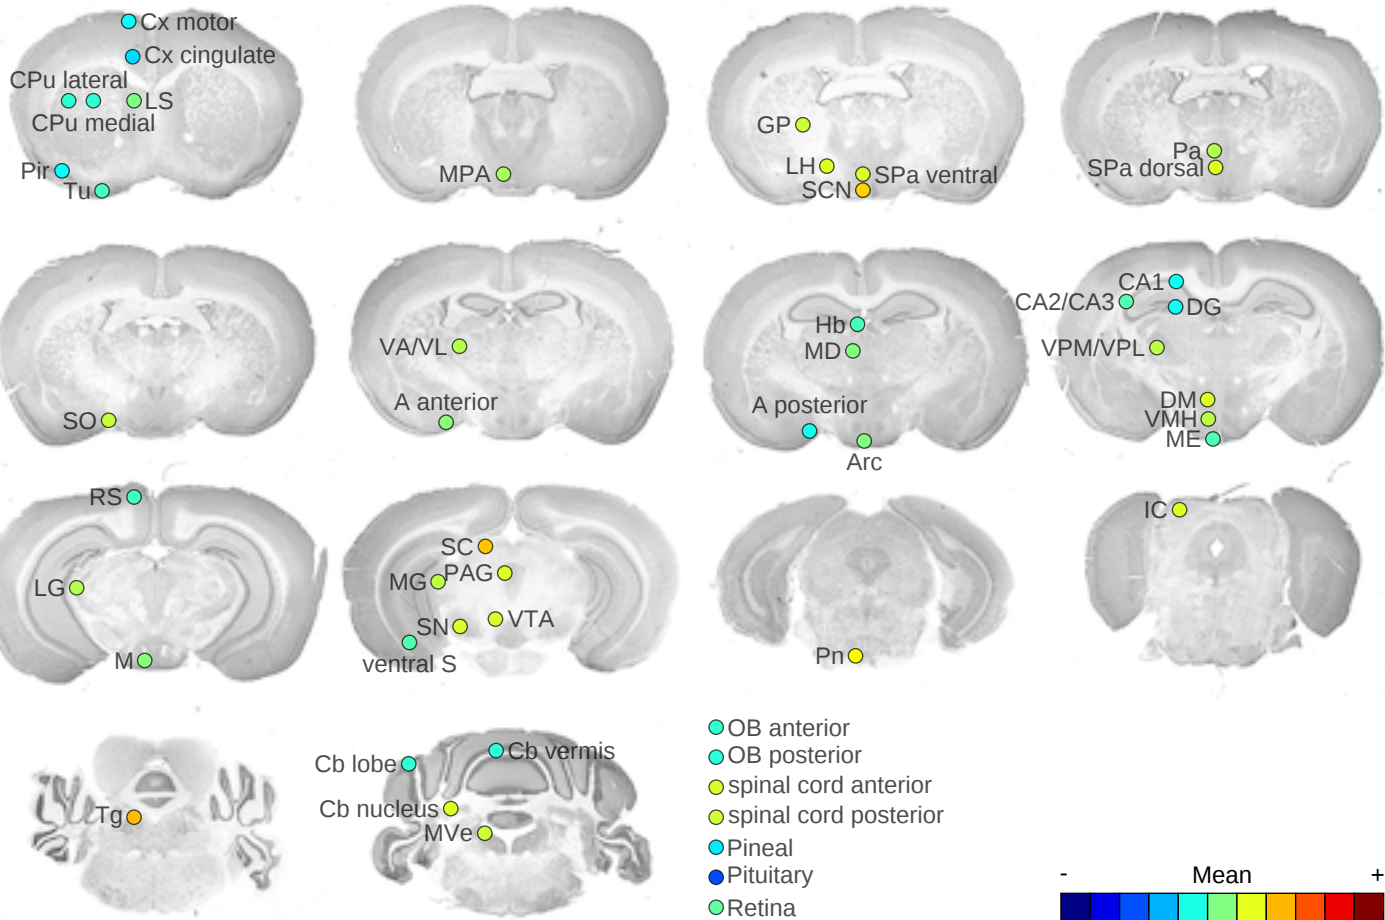 Cx motor
Cx cingulate
CPu lateral
LS
CPu medial
Pir
Tu
MPA
GP
LH
SPa ventral
SCN
Pa
SPa dorsal
SO
VA/VL
A anterior
Hb
MD
A posterior
Arc
CA1
CA2/CA3
DG
VPM/VPL
DM
VMH
ME
RS
LG
M
SC
MG
PAG
SN
VTA
ventral S
Pn
IC
Tg
Cb lobe
Cb vermis
Cb nucleus
MVe
OB anterior
OB posterior
spinal cord anterior
spinal cord posterior
Pineal
Pituitary
Retina
- Mean +